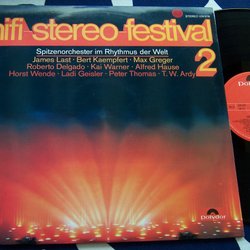 hifi stereo festival
2
Spitzenorchester im Rhythmus der Welt
James Last · Bert Kaempfert · Max Greger
Roberto Delgado · Kai Warner · Alfred Hause
Horst Wende · Ladi Geisler · Peter Thomas · T. W. Ardy
Polydor